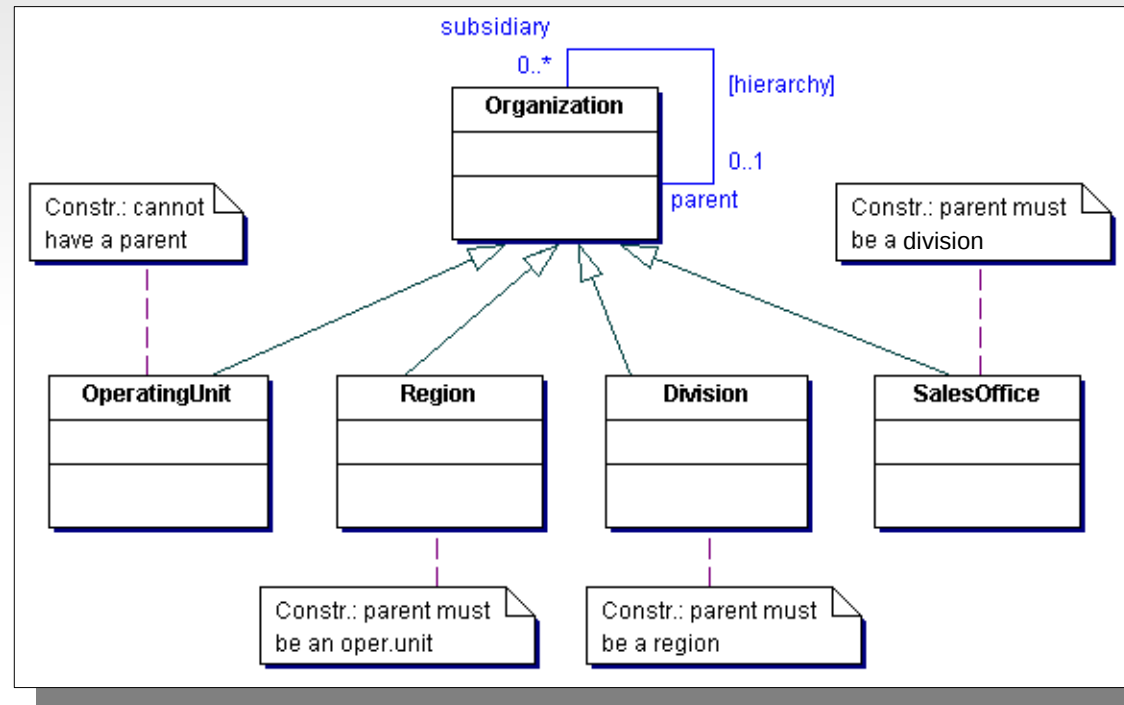 subsidiary
0..*
[hierarchy]
Organization
0..1
parent
Constr.: cannot
have a parent
Constr.: parent must
be a division
OperatingUnit
Region
Division
SalesOffice
Constr.: parent must
be an oper.unit
Constr.: parent must
be a region